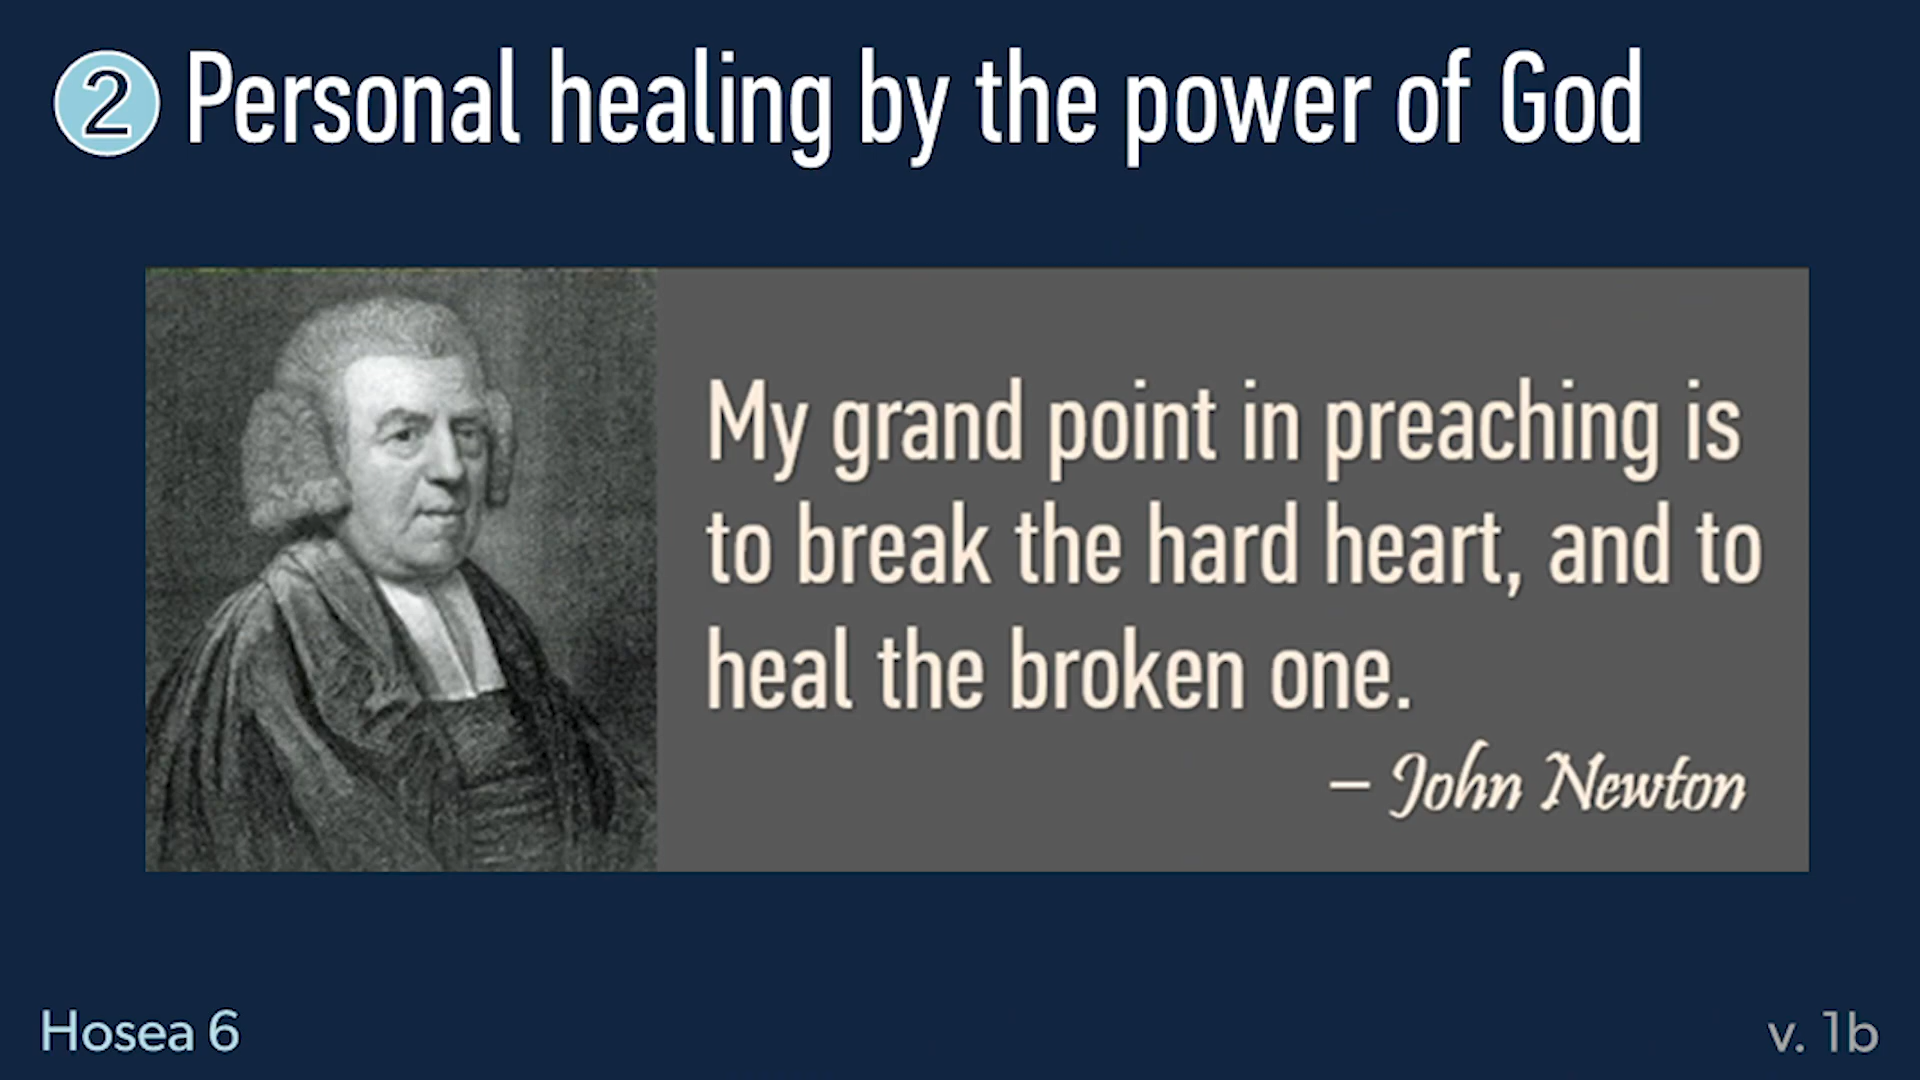 2 Personal healing by the power of God
My grand point in preaching is
to break the hard heart, and to
heal the broken one.
– John Newton
Hosea 6
v. 1b